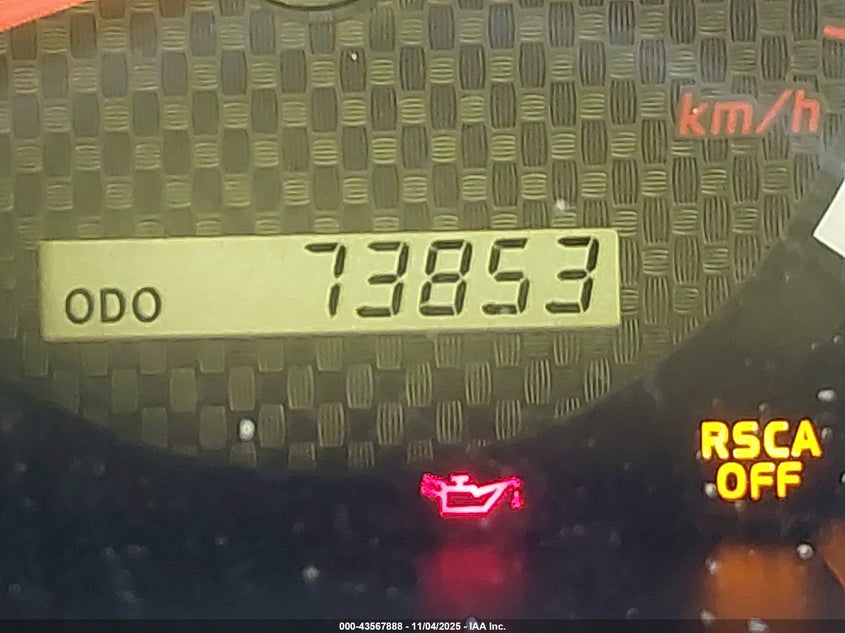 km/h
ODO 73853
RSCA
OFF
000-43567888 - 11/04/2025 - IAA Inc.